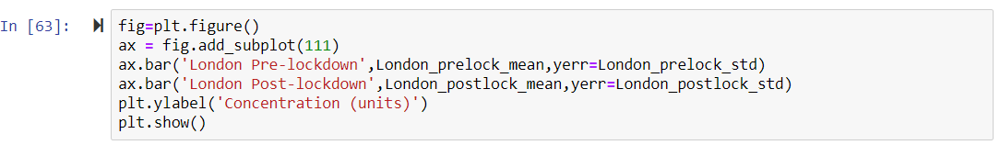 In [63]:
fig=plt.figure()
ax = fig.add_subplot(111)
ax.bar('London Pre-lockdown',London_prelock_mean,yerr=London_prelock_std)
ax.bar('London Post-lockdown',London_postlock_mean,yerr=London_postlock_std)
plt.ylabel('Concentration (units)')
plt.show()